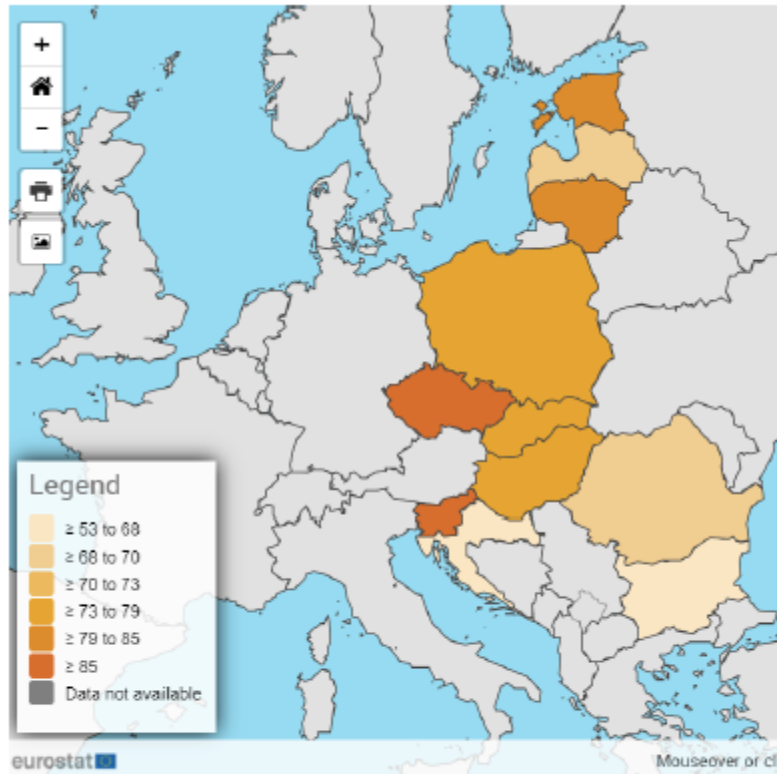 +
−
Legend
≥ 53 to 68
≥ 68 to 70
≥ 70 to 73
≥ 73 to 79
≥ 79 to 85
≥ 85
Data not available
eurostat
Mouseover or cl